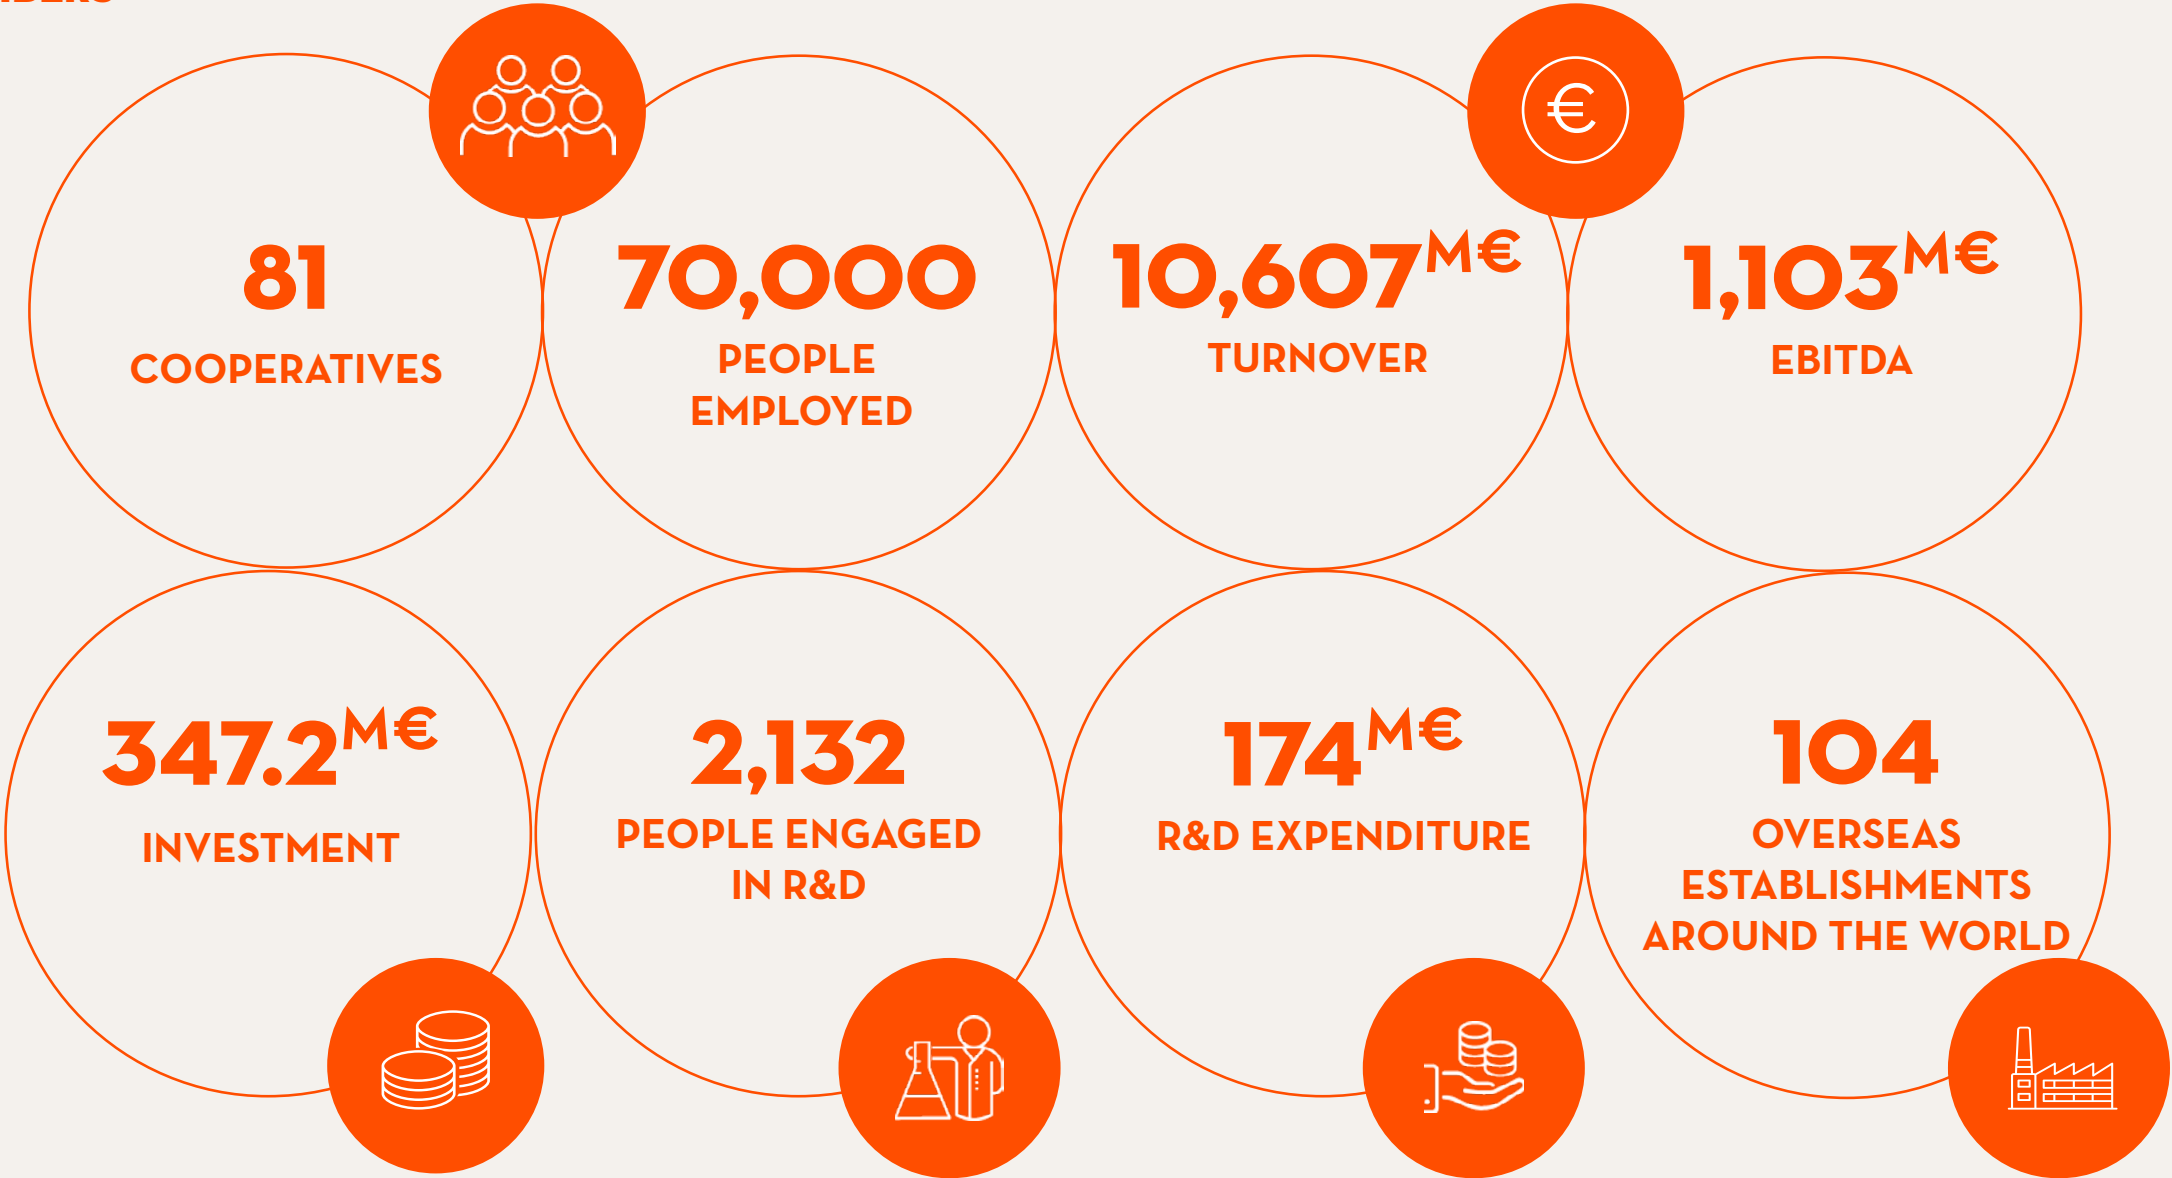 81
COOPERATIVES
70,000
PEOPLE
EMPLOYED
10,607M€
TURNOVER
1,103M€
EBITDA
347.2M€
INVESTMENT
2,132
PEOPLE ENGAGED
IN R&D
174M€
R&D EXPENDITURE
104
OVERSEAS
ESTABLISHMENTS
AROUND THE WORLD
€